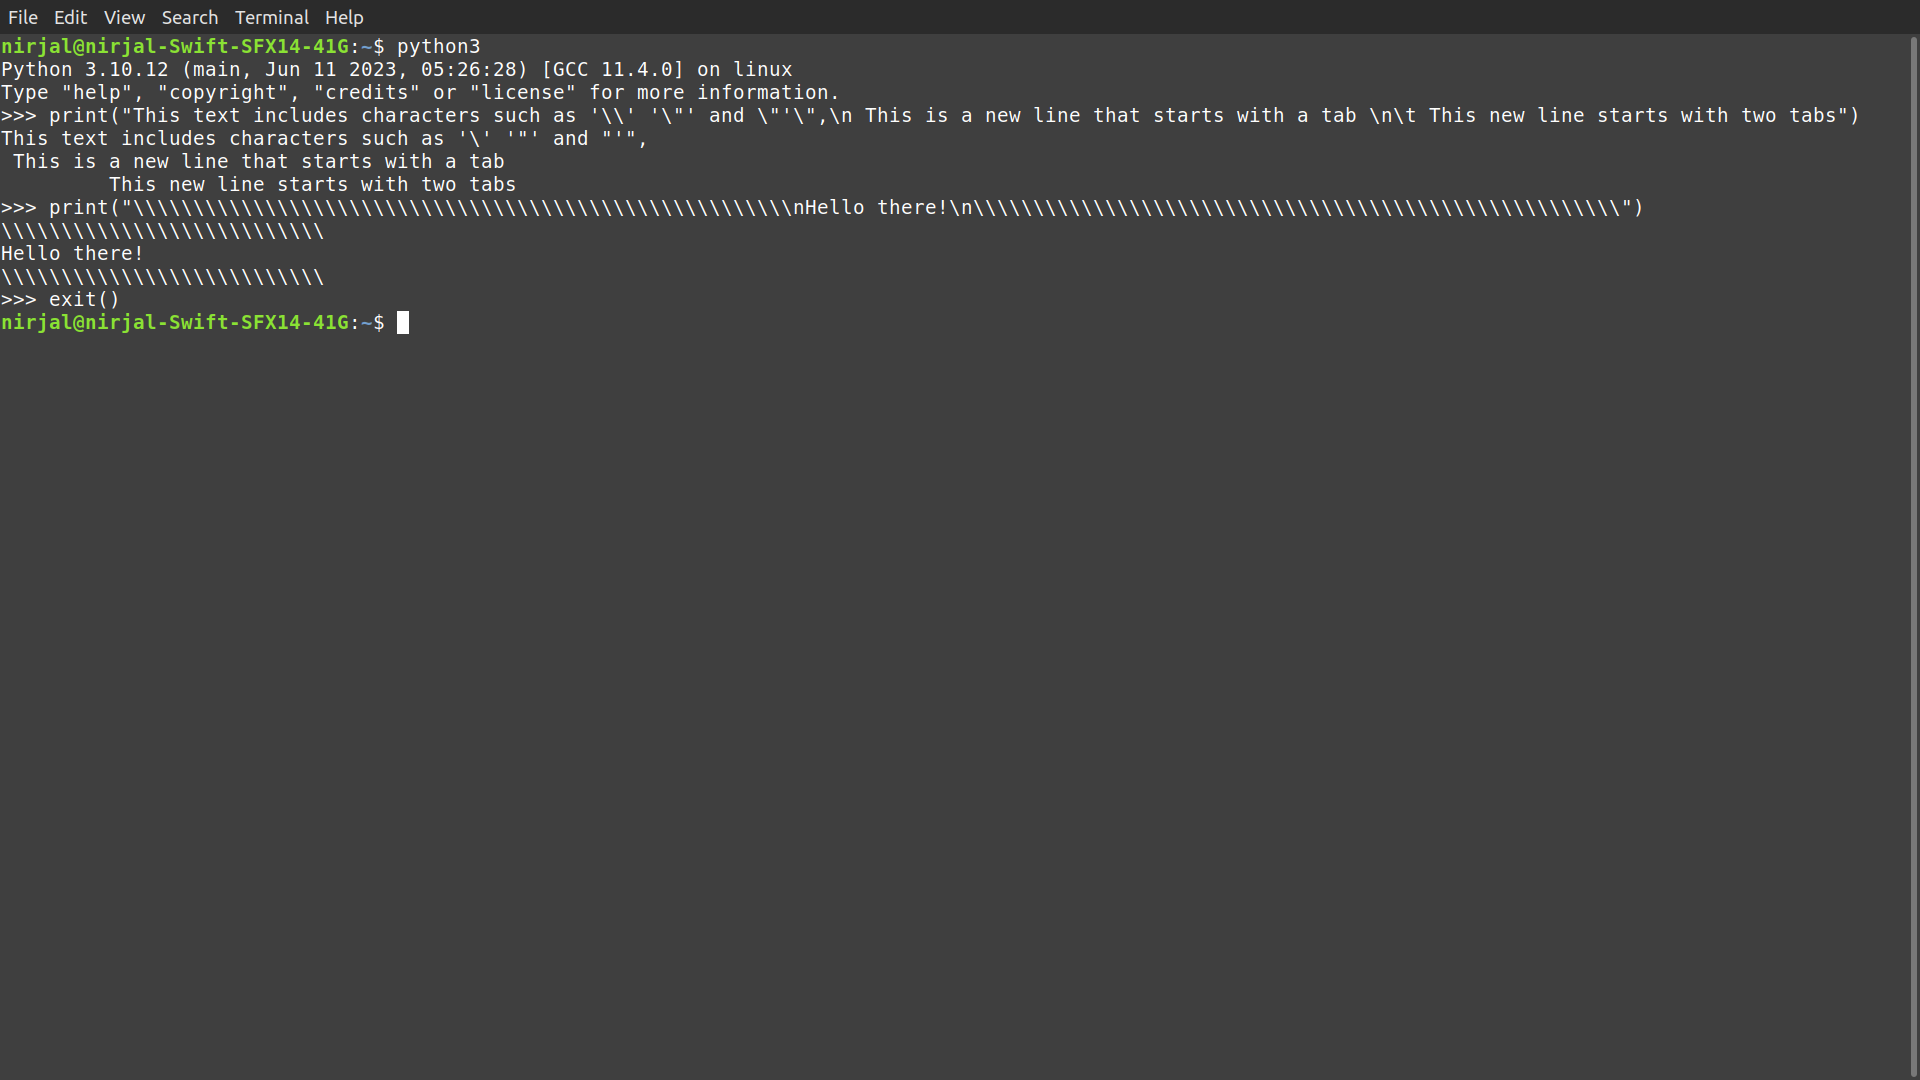 File Edit View Search Terminal Help
nirjal@nirjal-Swift-SFX14-41G:~$ python3
Python 3.10.12 (main, Jun 11 2023, 05:26:28) [GCC 11.4.0] on linux
Type "help", "copyright", "credits" or "license" for more information.
>>> print("This text includes characters such as '\\' '\"' and \"'\",\n This is a new line that starts with a tab \n\t This new line starts with two tabs")
This text includes characters such as '\' '"' and "'",
 This is a new line that starts with a tab
         This new line starts with two tabs
>>> print("\\\\\\\\\\\\\\\\\\\\\\\\\\\\\\\\\\\\\\\\\\\\\\\\\\\\\\\nHello there!\n\\\\\\\\\\\\\\\\\\\\\\\\\\\\\\\\\\\\\\\\\\\\\\\\\\\\\\")
\\\\\\\\\\\\\\\\\\\\\\\\\\\
Hello there!
\\\\\\\\\\\\\\\\\\\\\\\\\\\
>>> exit()
nirjal@nirjal-Swift-SFX14-41G:~$